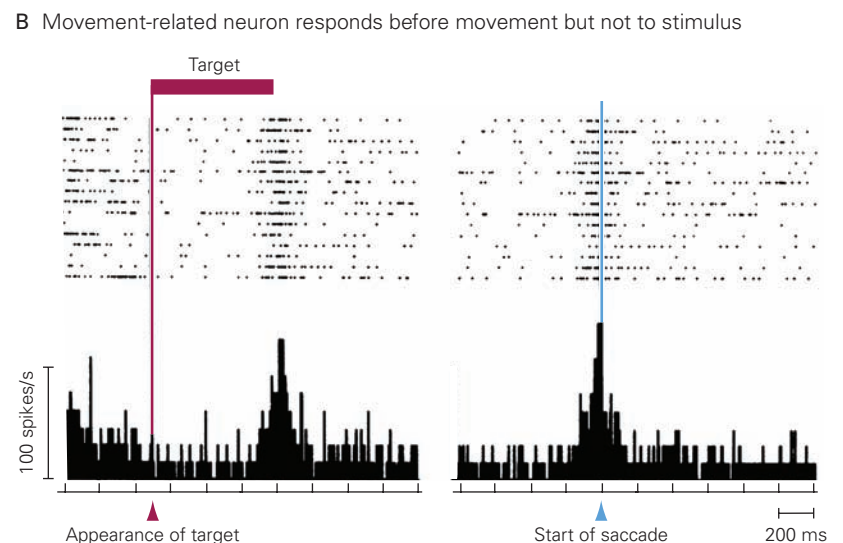 B Movement-related neuron responds before movement but not to stimulus
Target
100 spikes/s
Appearance of target
Start of saccade
200 ms